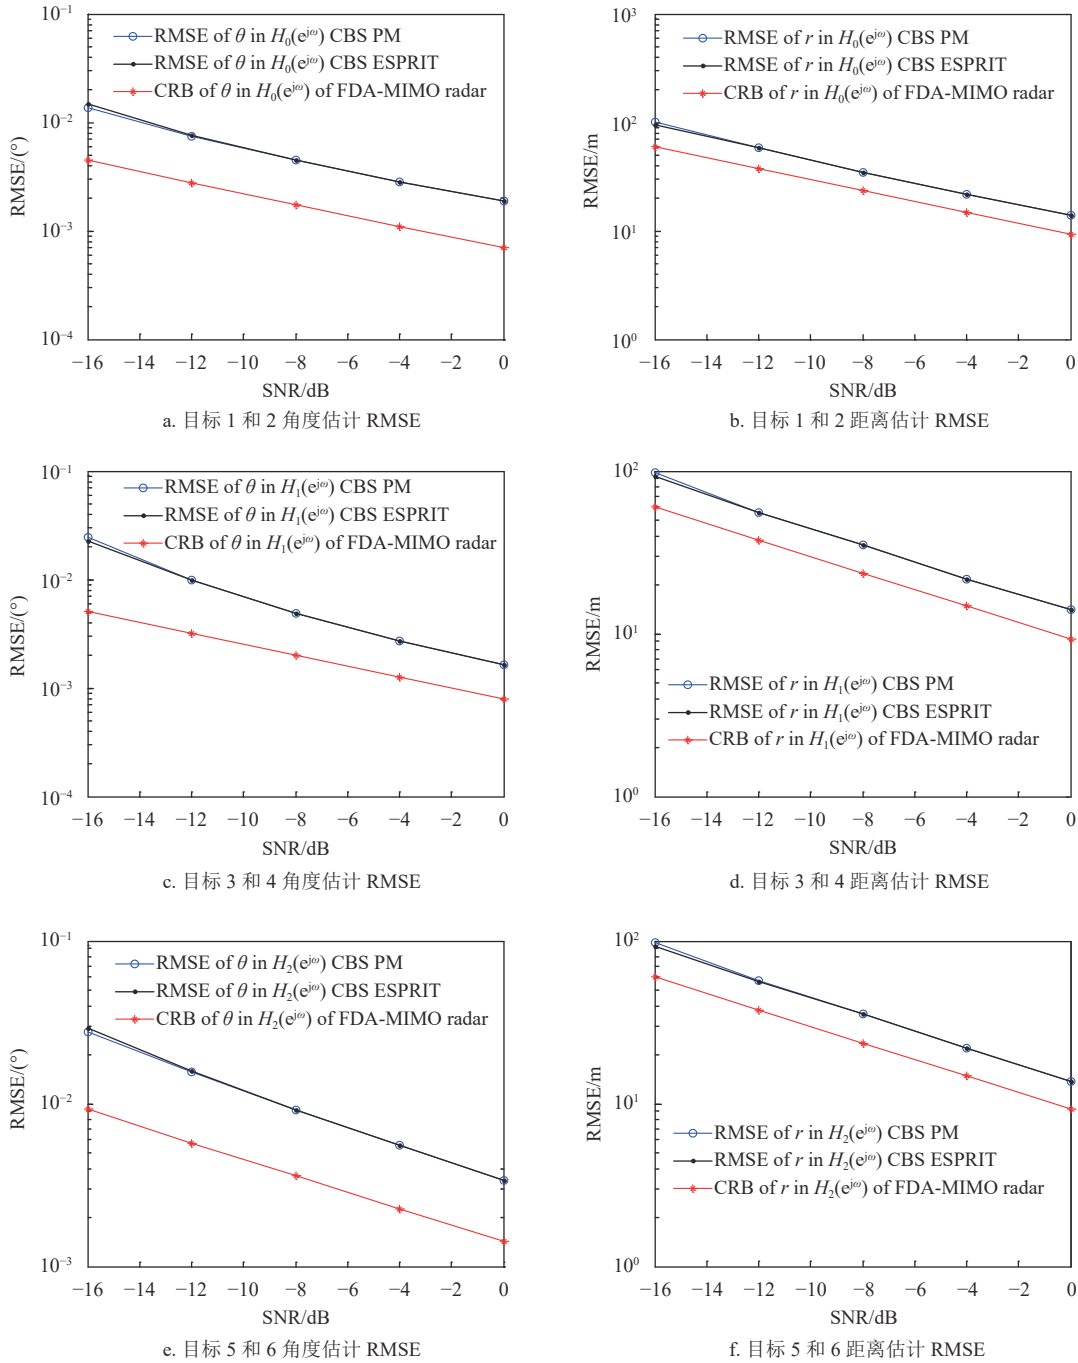 10⁻¹
RMSE of θ in H₀(e^jω) CBS PM
RMSE of θ in H₀(e^jω) CBS ESPRIT
CRB of θ in H₀(e^jω) of FDA-MIMO radar
10⁻²
10⁻³
10⁻⁴
RMSE/(°)
−16 −14 −12 −10 −8 −6 −4 −2 0
SNR/dB
a. 目标 1 和 2 角度估计 RMSE
10³
RMSE of r in H₀(e^jω) CBS PM
RMSE of r in H₀(e^jω) CBS ESPRIT
CRB of r in H₀(e^jω) of FDA-MIMO radar
10²
10¹
10⁰
RMSE/m
−16 −14 −12 −10 −8 −6 −4 −2 0
SNR/dB
b. 目标 1 和 2 距离估计 RMSE
10⁻¹
RMSE of θ in H₁(e^jω) CBS PM
RMSE of θ in H₁(e^jω) CBS ESPRIT
CRB of θ in H₁(e^jω) of FDA-MIMO radar
10⁻²
10⁻³
10⁻⁴
RMSE/(°)
−16 −14 −12 −10 −8 −6 −4 −2 0
SNR/dB
c. 目标 3 和 4 角度估计 RMSE
10²
10¹
RMSE of r in H₁(e^jω) CBS PM
RMSE of r in H₁(e^jω) CBS ESPRIT
CRB of r in H₁(e^jω) of FDA-MIMO radar
10⁰
RMSE/m
−16 −14 −12 −10 −8 −6 −4 −2 0
SNR/dB
d. 目标 3 和 4 距离估计 RMSE
10⁻¹
RMSE of θ in H₂(e^jω) CBS PM
RMSE of θ in H₂(e^jω) CBS ESPRIT
CRB of θ in H₂(e^jω) of FDA-MIMO radar
10⁻²
10⁻³
RMSE/(°)
−16 −14 −12 −10 −8 −6 −4 −2 0
SNR/dB
e. 目标 5 和 6 角度估计 RMSE
10²
10¹
RMSE of r in H₂(e^jω) CBS PM
RMSE of r in H₂(e^jω) CBS ESPRIT
CRB of r in H₂(e^jω) of FDA-MIMO radar
10⁰
RMSE/m
−16 −14 −12 −10 −8 −6 −4 −2 0
SNR/dB
f. 目标 5 和 6 距离估计 RMSE